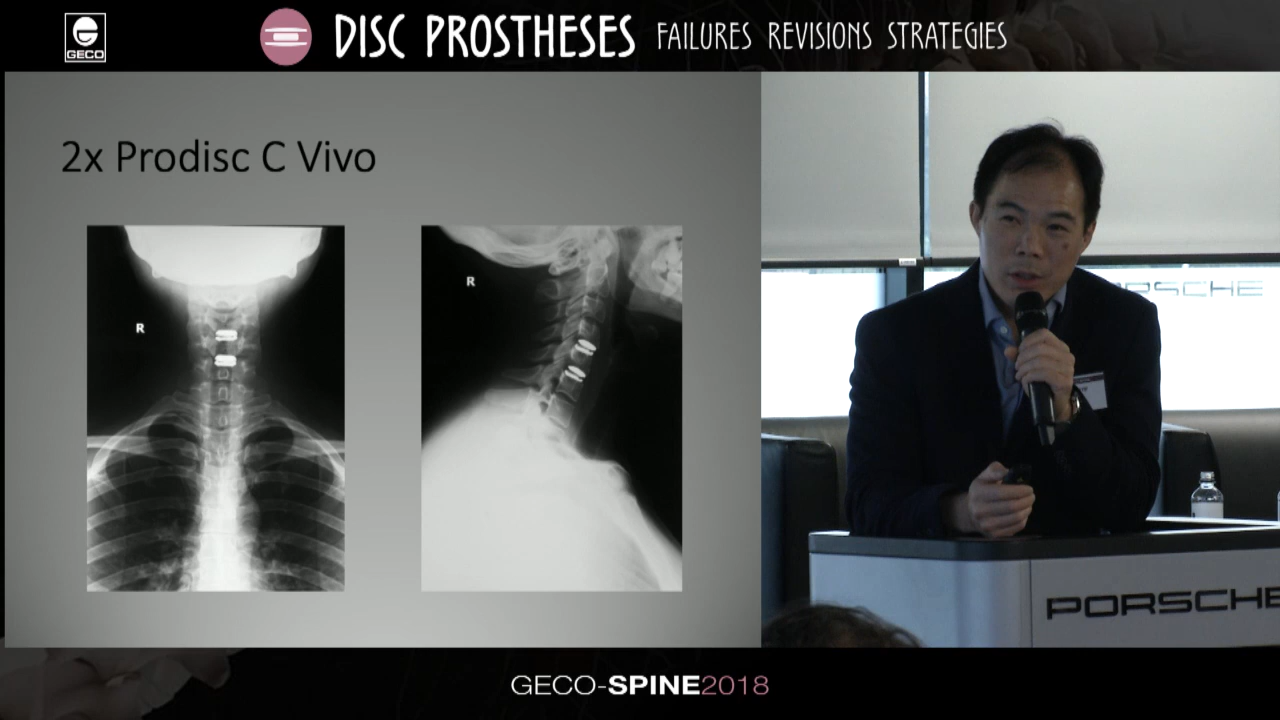 GECO
DISC PROSTHESES FAILURES REVISIONS STRATEGIES
2x Prodisc C Vivo
R
R
PORSCHE
PORSCHE
GECO-SPINE2018